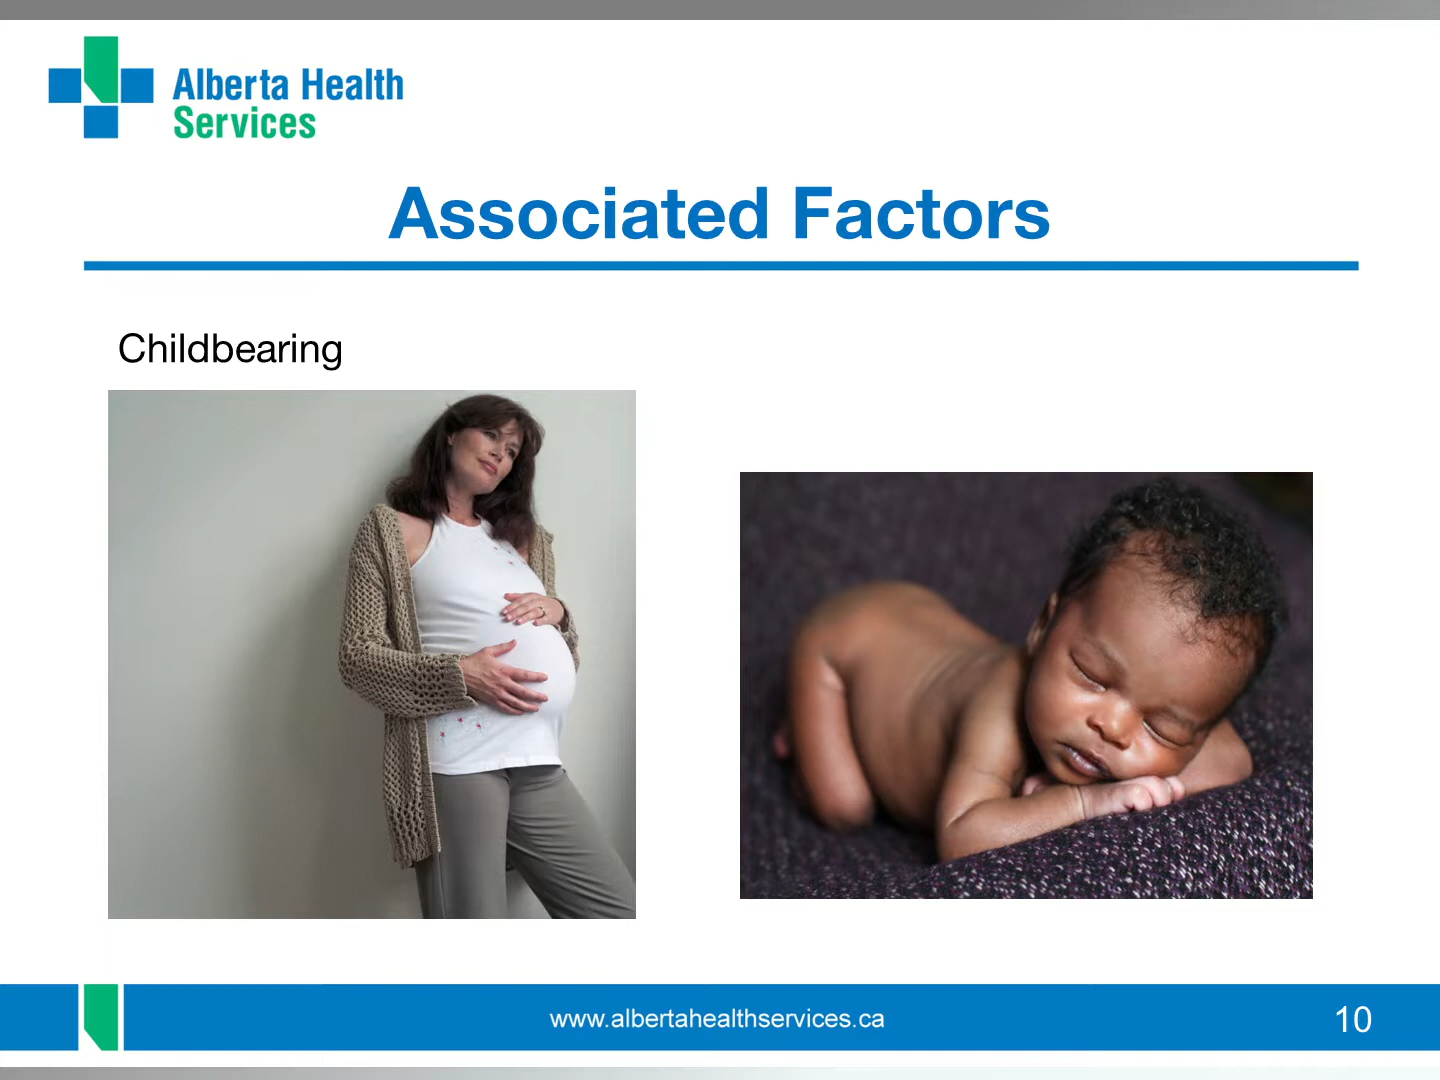 Alberta Health
Services
Associated Factors
Childbearing
www.albertahealthservices.ca
10